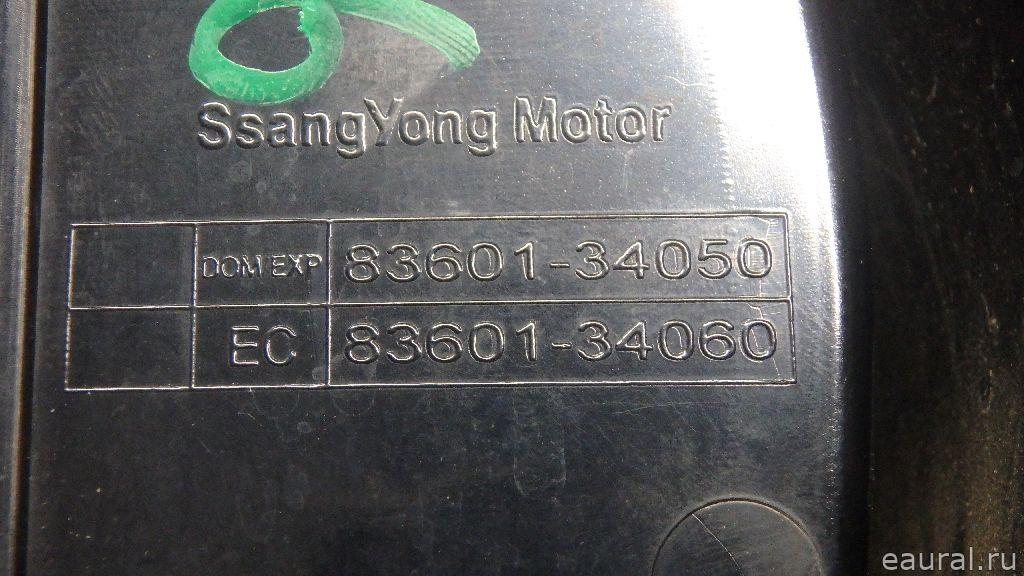 SsangYong Motor
DOM EXP 83601-34050
EC 83601-34060
eaural.ru